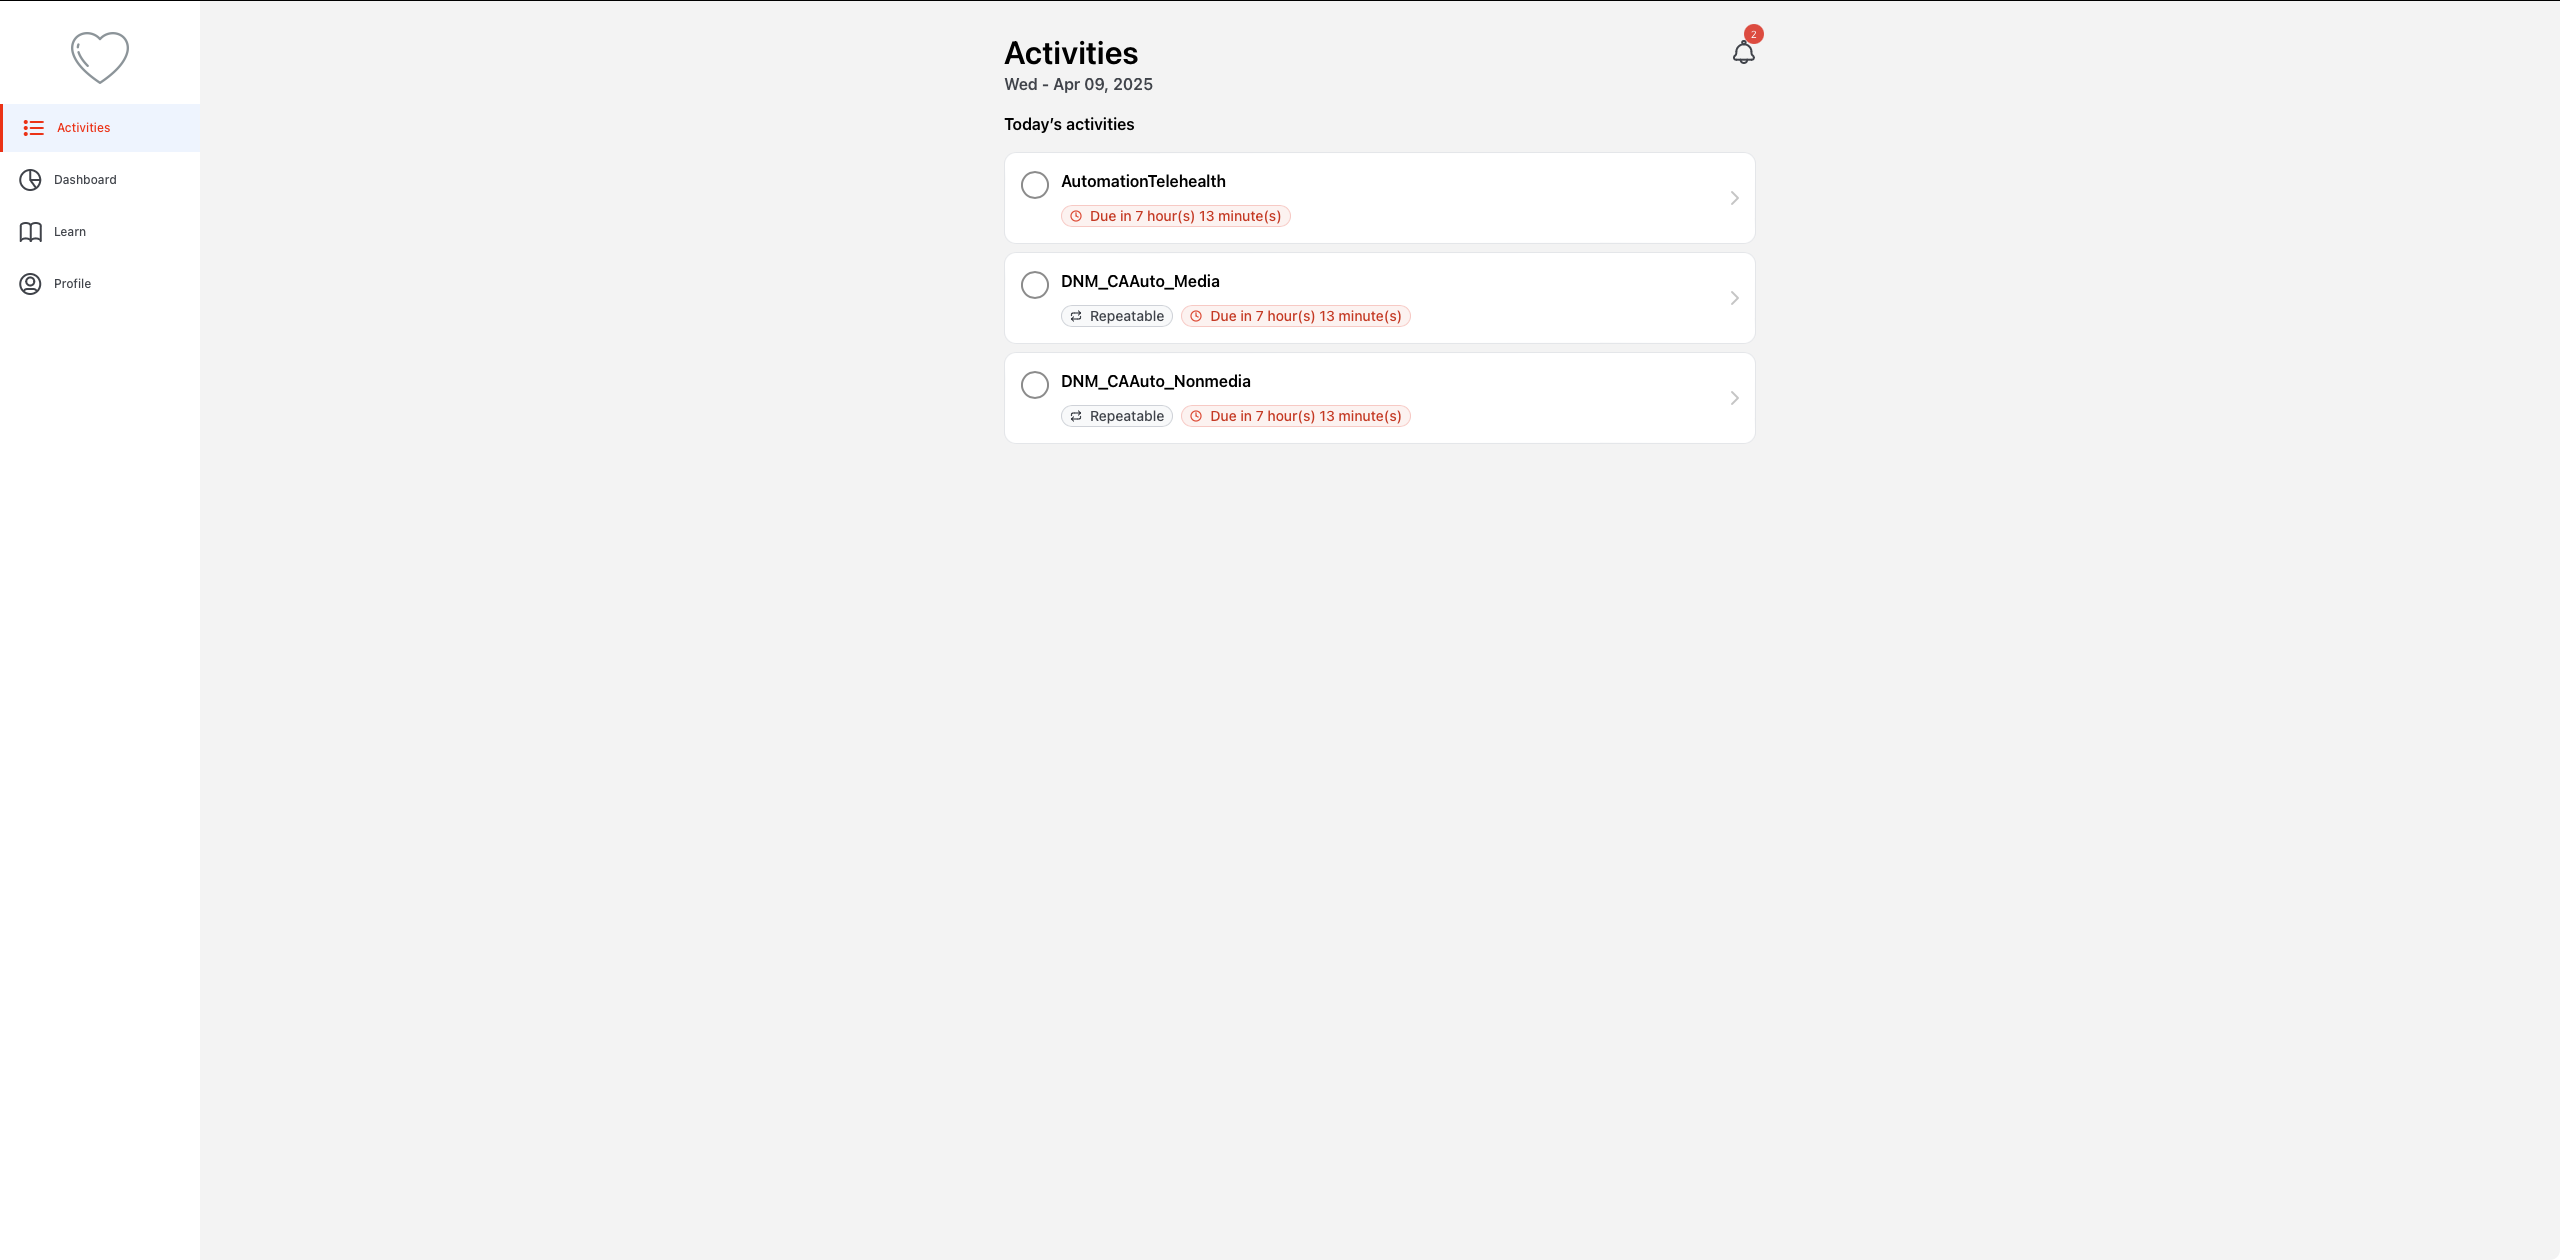 Activities
Dashboard
Learn
Profile
Activities
2
Wed - Apr 09, 2025
Today’s activities
AutomationTelehealth
Due in 7 hour(s) 13 minute(s)
DNM_CAAuto_Media
Repeatable Due in 7 hour(s) 13 minute(s)
DNM_CAAuto_Nonmedia
Repeatable Due in 7 hour(s) 13 minute(s)